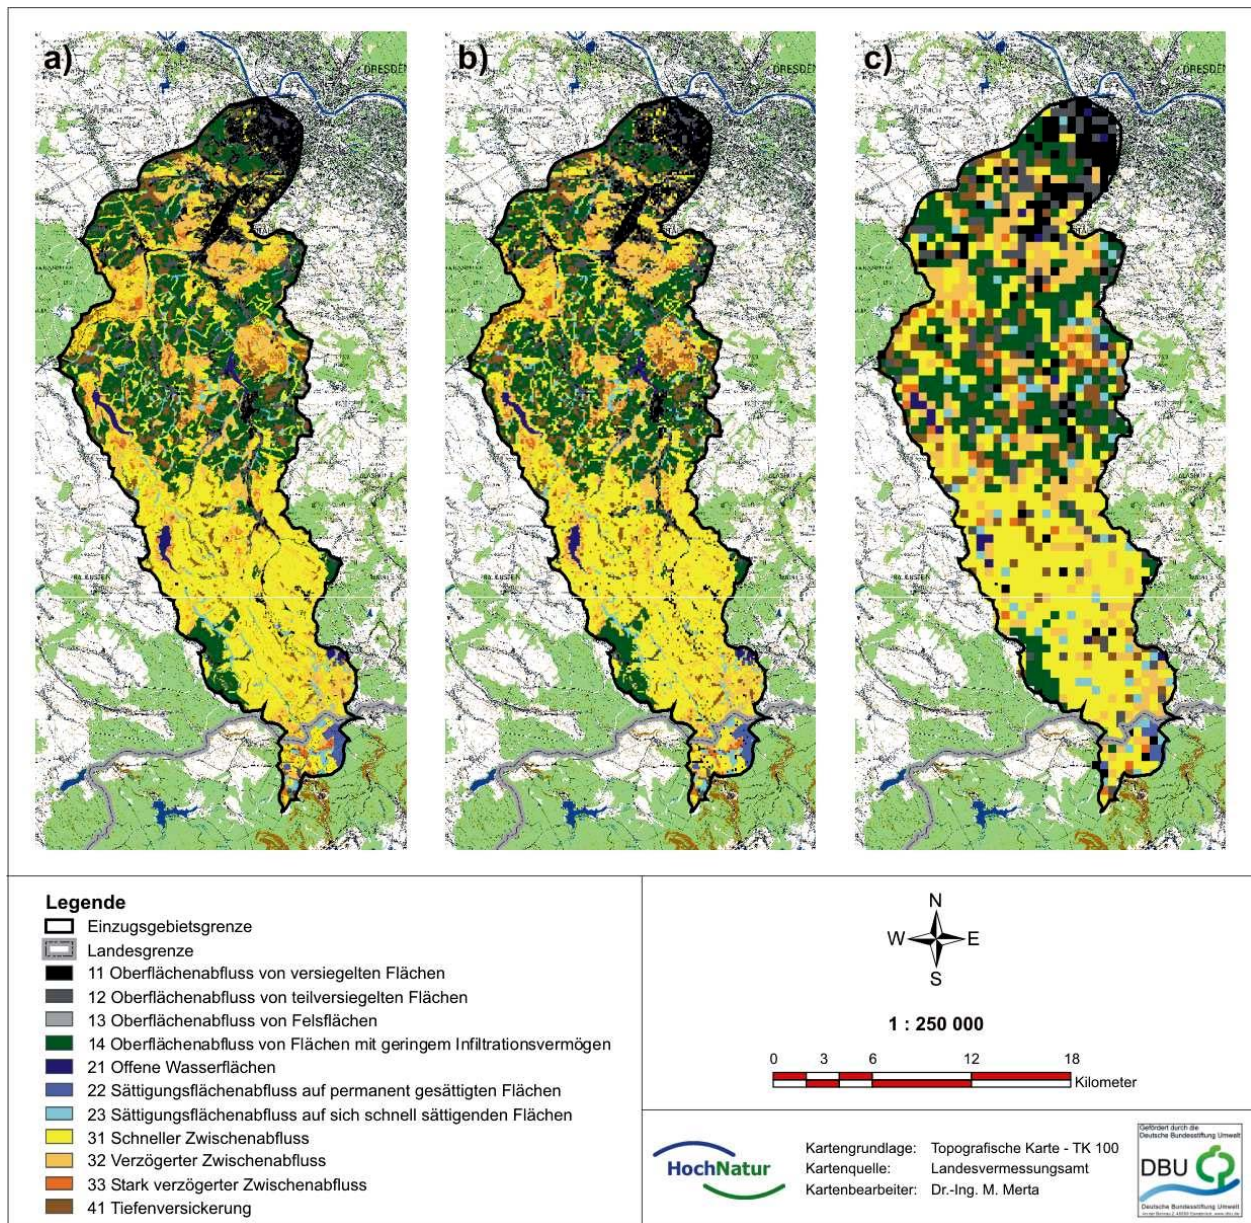 a)
b)
c)
DRESDEN
DRESDEN
DRESDEN
Legende
Einzugsgebietsgrenze
Landesgrenze
11 Oberflächenabfluss von versiegelten Flächen
12 Oberflächenabfluss von teilversiegelten Flächen
13 Oberflächenabfluss von Felsflächen
14 Oberflächenabfluss von Flächen mit geringem Infiltrationsvermögen
21 Offene Wasserflächen
22 Sättigungsflächenabfluss auf permanent gesättigten Flächen
23 Sättigungsflächenabfluss auf sich schnell sättigenden Flächen
31 Schneller Zwischenabfluss
32 Verzögerter Zwischenabfluss
33 Stark verzögerter Zwischenabfluss
41 Tiefenversickerung
N
W E
S
1 : 250 000
0 3 6 12 18
Kilometer
HochNatur
Kartengrundlage: Topografische Karte - TK 100
Kartenquelle: Landesvermessungsamt
Kartenbearbeiter: Dr.-Ing. M. Merta
Gefördert durch die
Deutsche Bundesstiftung Umwelt
DBU
Deutsche Bundesstiftung Umwelt